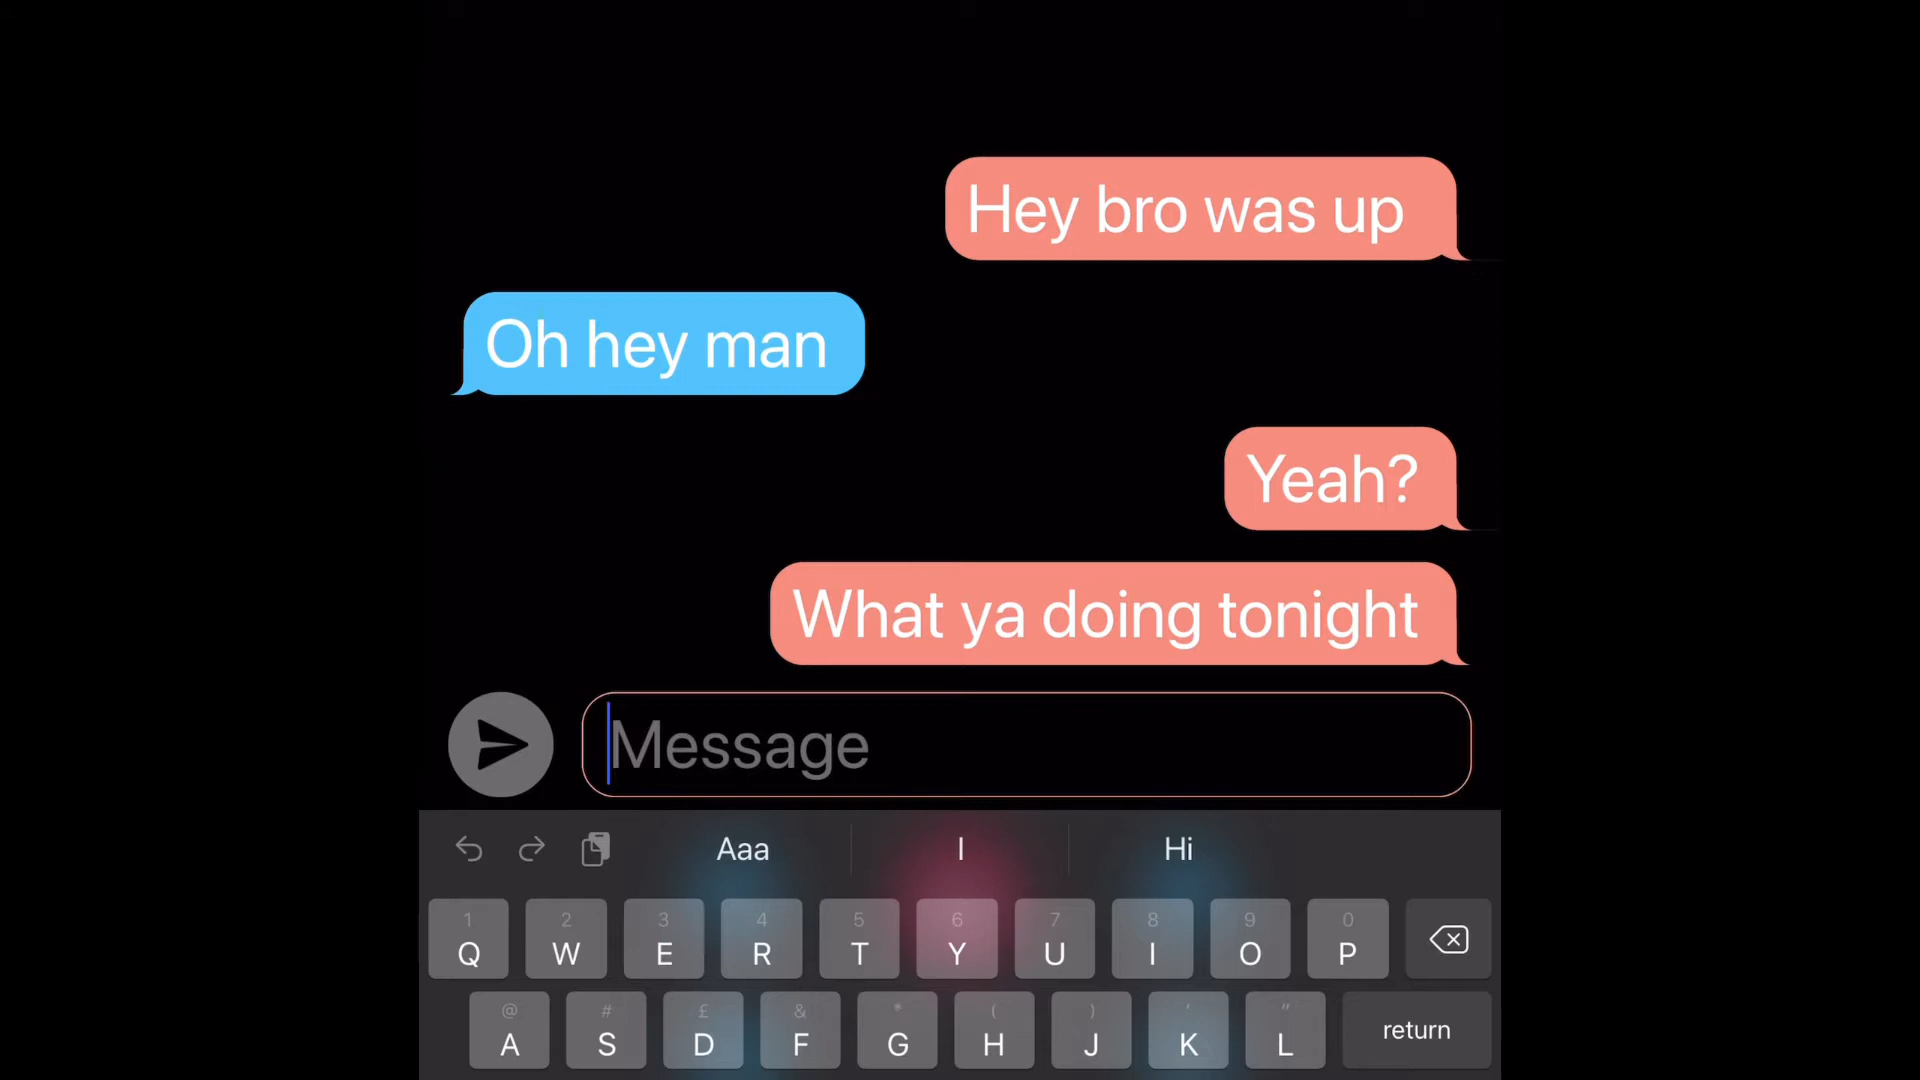 Hey bro was up
Oh hey man
Yeah?
What ya doing tonight
Message
Aaa I Hi
1 2 3 4 5 6 7 8 9 0
Q W E R T Y U I O P
@ # £ & * ( ) ' "
A S D F G H J K L return